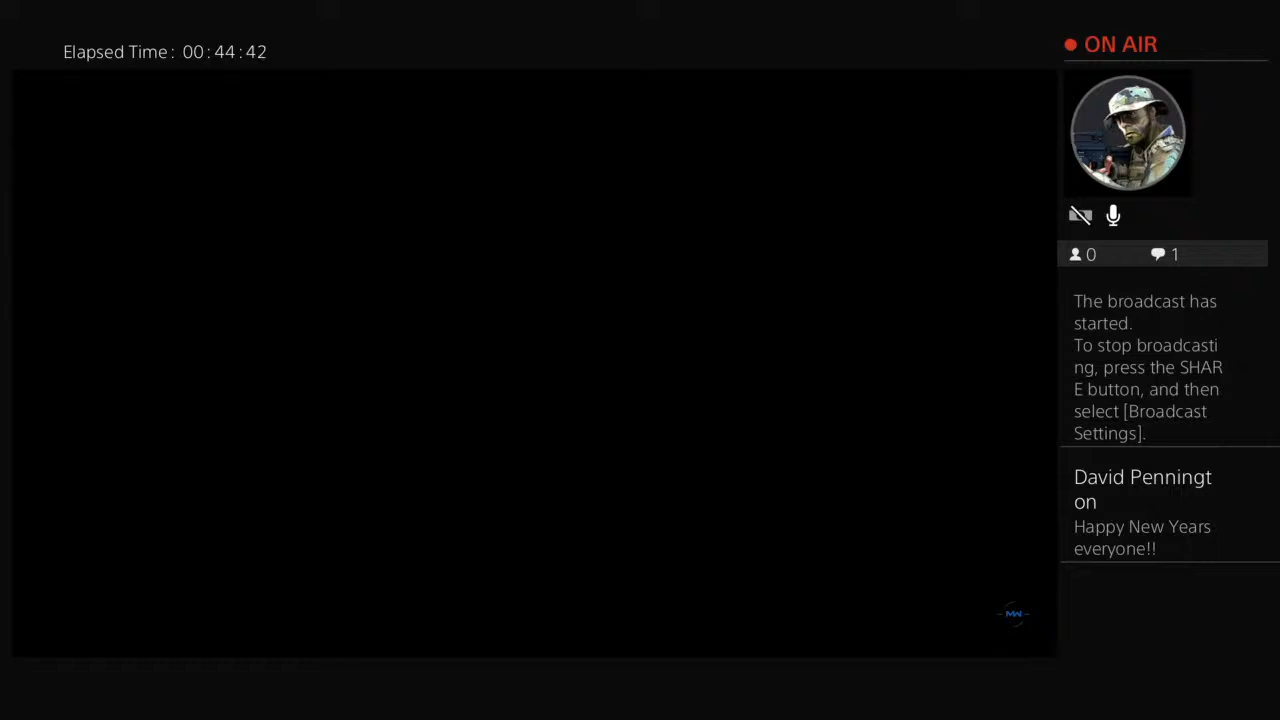 Elapsed Time: 00:44:42
ON AIR
0
1
The broadcast has
started.
To stop broadcasti
ng, press the SHAR
E button, and then
select [Broadcast
Settings].
David Penningt
on
Happy New Years
everyone!!
MW